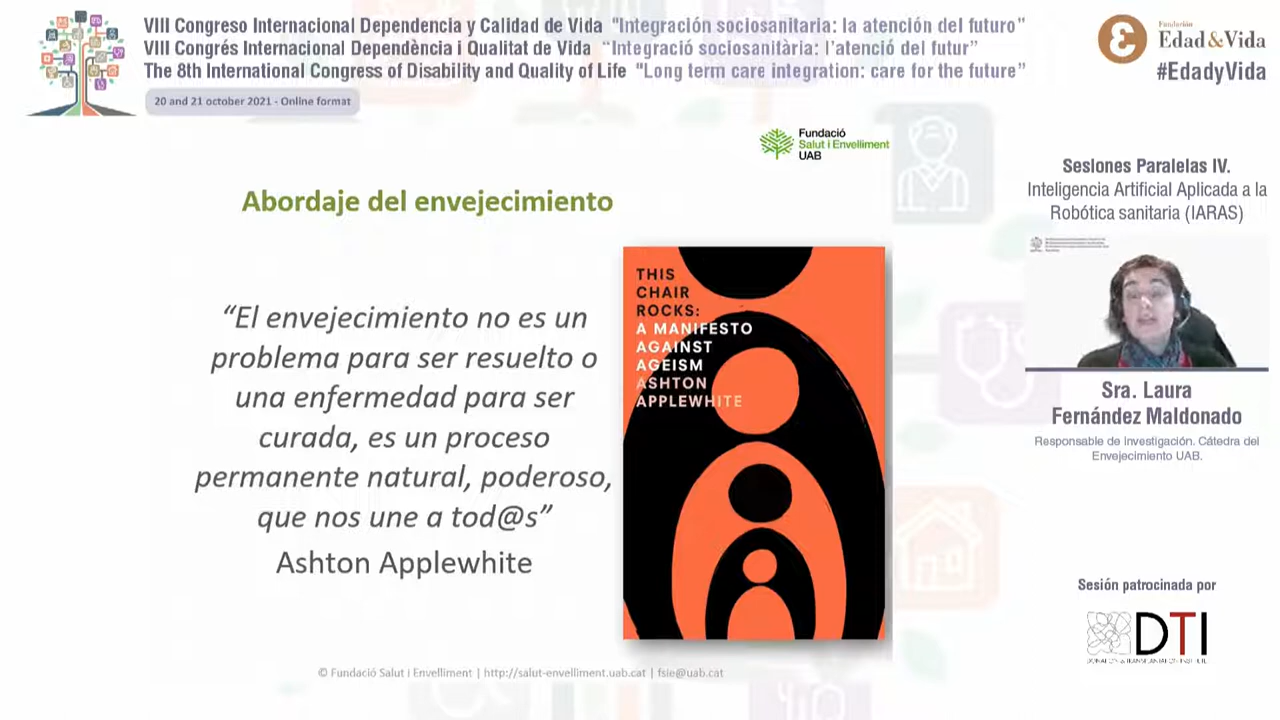 VIII Congreso Internacional Dependencia y Calidad de Vida "Integración sociosanitaria: la atención del futuro"
VIII Congrés Internacional Dependència i Qualitat de Vida "Integració sociosanitària: l'atenció del futur"
The 8th International Congress of Disability and Quality of Life "Long term care integration: care for the future"
20 and 21 october 2021 - Online format
Fundación
Edad&Vida
#EdadyVida
Fundació
Salut i Envelliment
UAB
Abordaje del envejecimiento
“El envejecimiento no es un
problema para ser resuelto o
una enfermedad para ser
curada, es un proceso
permanente natural, poderoso,
que nos une a tod@s”
Ashton Applewhite
THIS
CHAIR
ROCKS:
A MANIFESTO
AGAINST
AGEISM
ASHTON
APPLEWHITE
© Fundació Salut i Envelliment | http://salut-envelliment.uab.cat | fsie@uab.cat
Sesiones Paralelas IV.
Inteligencia Artificial Aplicada a la
Robótica sanitaria (IARAS)
Sra. Laura
Fernández Maldonado
Responsable de Investigación. Cátedra del
Envejecimiento UAB.
Sesión patrocinada por
DTI
DONATION & TRANSPLANTATION INSTITUTE